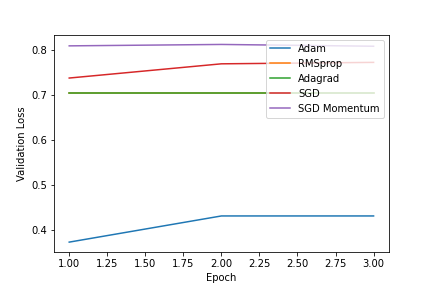 0.8
0.7
0.6
0.5
0.4
Validation Loss
Adam
RMSprop
Adagrad
SGD
SGD Momentum
1.00 1.25 1.50 1.75 2.00 2.25 2.50 2.75 3.00
Epoch